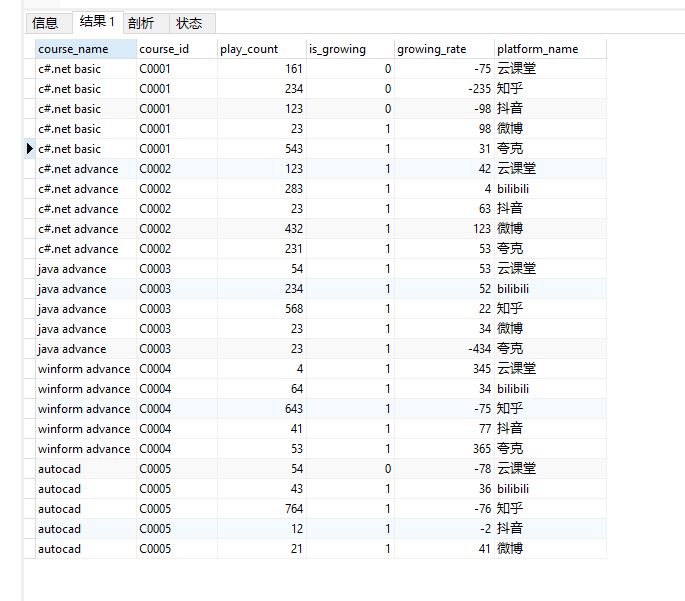 信息 结果 1 剖析 状态
course_name course_id play_count is_growing growing_rate platform_name
c#.net basic C0001 161 0 -75 云课堂
c#.net basic C0001 234 0 -235 知乎
c#.net basic C0001 123 0 -98 抖音
c#.net basic C0001 23 1 98 微博
c#.net basic C0001 543 1 31 夸克
c#.net advance C0002 123 1 42 云课堂
c#.net advance C0002 283 1 4 bilibili
c#.net advance C0002 23 1 63 抖音
c#.net advance C0002 432 1 123 微博
c#.net advance C0002 231 1 53 夸克
java advance C0003 54 1 53 云课堂
java advance C0003 234 1 52 bilibili
java advance C0003 568 1 22 知乎
java advance C0003 23 1 34 微博
java advance C0003 23 1 -434 夸克
winform advance C0004 4 1 345 云课堂
winform advance C0004 64 1 34 bilibili
winform advance C0004 643 1 -75 知乎
winform advance C0004 41 1 77 抖音
winform advance C0004 53 1 365 夸克
autocad C0005 54 0 -78 云课堂
autocad C0005 43 1 36 bilibili
autocad C0005 764 1 -76 知乎
autocad C0005 12 1 -2 抖音
autocad C0005 21 1 41 微博